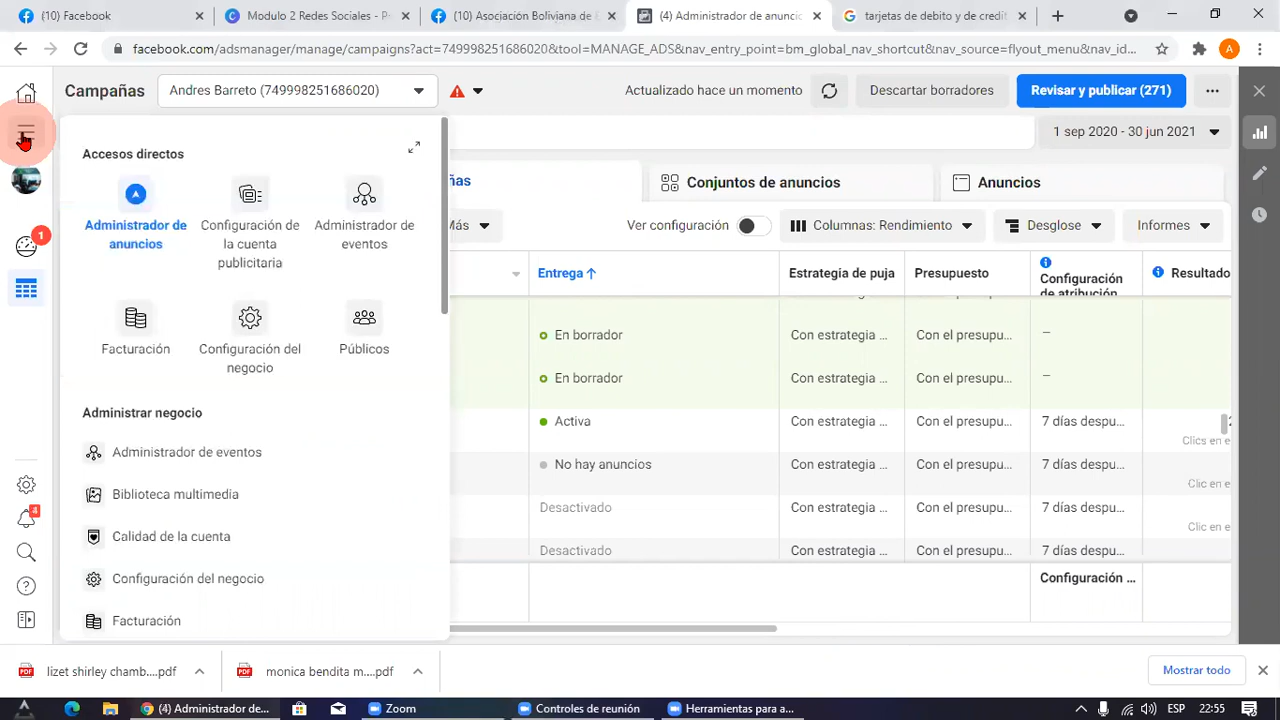 (10) Facebook
Modulo 2 Redes Sociales - P
(10) Asociación Boliviana de E
(4) Administrador de anuncio
tarjetas de debito y de credit
facebook.com/adsmanager/manage/campaigns?act=749998251686020&tool=MANAGE_ADS&nav_entry_point=bm_global_nav_shortcut&nav_source=flyout_menu&nav_id...
A
Campañas
Andres Barreto (749998251686020)
Actualizado hace un momento
Descartar borradores
Revisar y publicar (271)
1 sep 2020 - 30 jun 2021
Accesos directos
Administrador de
anuncios
Configuración de
la cuenta
publicitaria
Administrador de
eventos
Facturación
Configuración del
negocio
Públicos
Administrar negocio
Administrador de eventos
Biblioteca multimedia
Calidad de la cuenta
Configuración del negocio
Facturación
1
4
ñas
Conjuntos de anuncios
Anuncios
Más
Ver configuración
Columnas: Rendimiento
Desglose
Informes
Entrega
Estrategia de puja
Presupuesto
Configuración
de atribución
Resultado
En borrador
Con estrategia ...
Con el presupu...
—
En borrador
Con estrategia ...
Con el presupu...
—
Activa
Con estrategia ...
Con el presupu...
7 días despu...
Clics en e
No hay anuncios
Con estrategia ...
Con el presupu...
7 días despu...
Clic en e
Desactivado
Con estrategia ...
Con el presupu...
7 días despu...
Clic en e
Desactivado
Con estrategia ...
Con el presupu...
7 días despu...
Configuración ...
lizet shirley chamb....pdf
monica bendita m....pdf
Mostrar todo
(4) Administrador de...
Zoom
Controles de reunión
Herramientas para a...
ESP
22:55